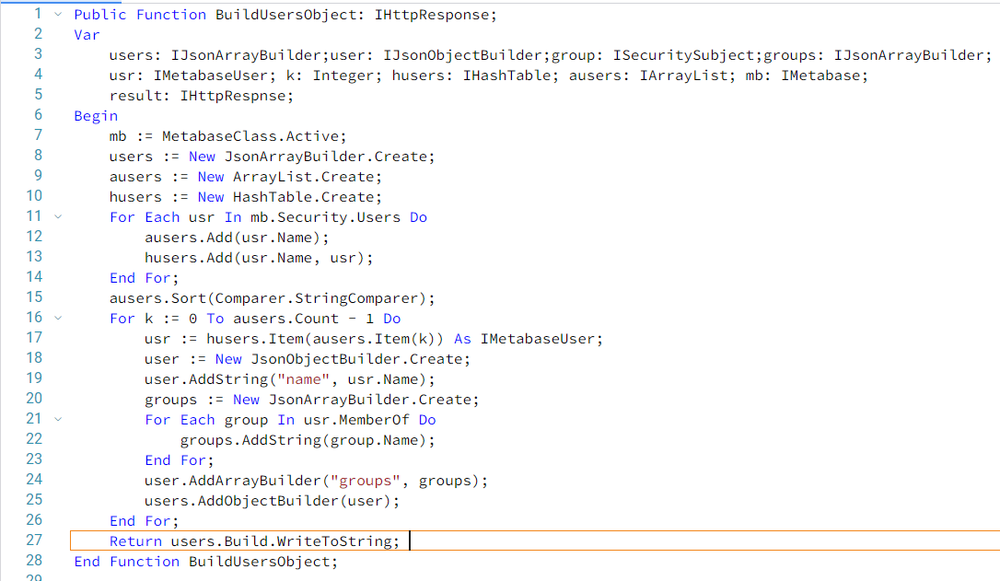 1 Public Function BuildUsersObject: IHttpResponse;
2 Var
3     users: IJsonArrayBuilder;user: IJsonObjectBuilder;group: ISecuritySubject;groups: IJsonArrayBuilder;
4     usr: IMetabaseUser; k: Integer; husers: IHashTable; ausers: IArrayList; mb: IMetabase;
5     result: IHttpRespnse;
6 Begin
7     mb := MetabaseClass.Active;
8     users := New JsonArrayBuilder.Create;
9     ausers := New ArrayList.Create;
10     husers := New HashTable.Create;
11     For Each usr In mb.Security.Users Do
12         ausers.Add(usr.Name);
13         husers.Add(usr.Name, usr);
14     End For;
15     ausers.Sort(Comparer.StringComparer);
16     For k := 0 To ausers.Count - 1 Do
17         usr := husers.Item(ausers.Item(k)) As IMetabaseUser;
18         user := New JsonObjectBuilder.Create;
19         user.AddString("name", usr.Name);
20         groups := New JsonArrayBuilder.Create;
21         For Each group In usr.MemberOf Do
22             groups.AddString(group.Name);
23         End For;
24         user.AddArrayBuilder("groups", groups);
25         users.AddObjectBuilder(user);
26     End For;
27     Return users.Build.WriteToString;
28 End Function BuildUsersObject;
29